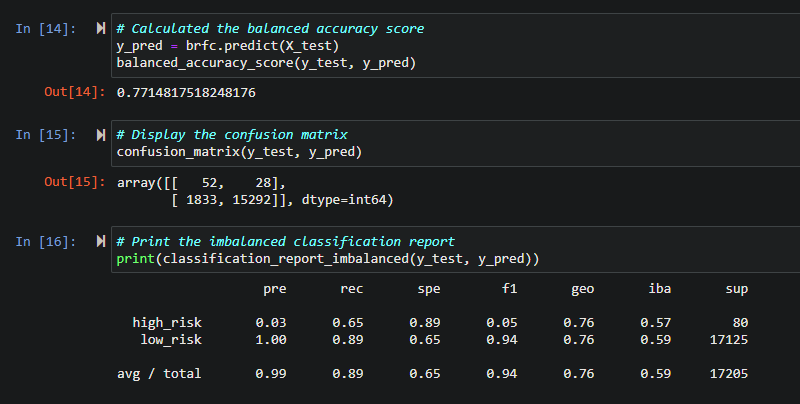 In [14]: # Calculated the balanced accuracy score
y_pred = brfc.predict(X_test)
balanced_accuracy_score(y_test, y_pred)
Out[14]: 0.7714817518248176
In [15]: # Display the confusion matrix
confusion_matrix(y_test, y_pred)
Out[15]: array([[   52,    28],
       [ 1833, 15292]], dtype=int64)
In [16]: # Print the imbalanced classification report
print(classification_report_imbalanced(y_test, y_pred))
pre rec spe f1 geo iba sup
high_risk 0.03 0.65 0.89 0.05 0.76 0.57 80
low_risk 1.00 0.89 0.65 0.94 0.76 0.59 17125
avg / total 0.99 0.89 0.65 0.94 0.76 0.59 17205